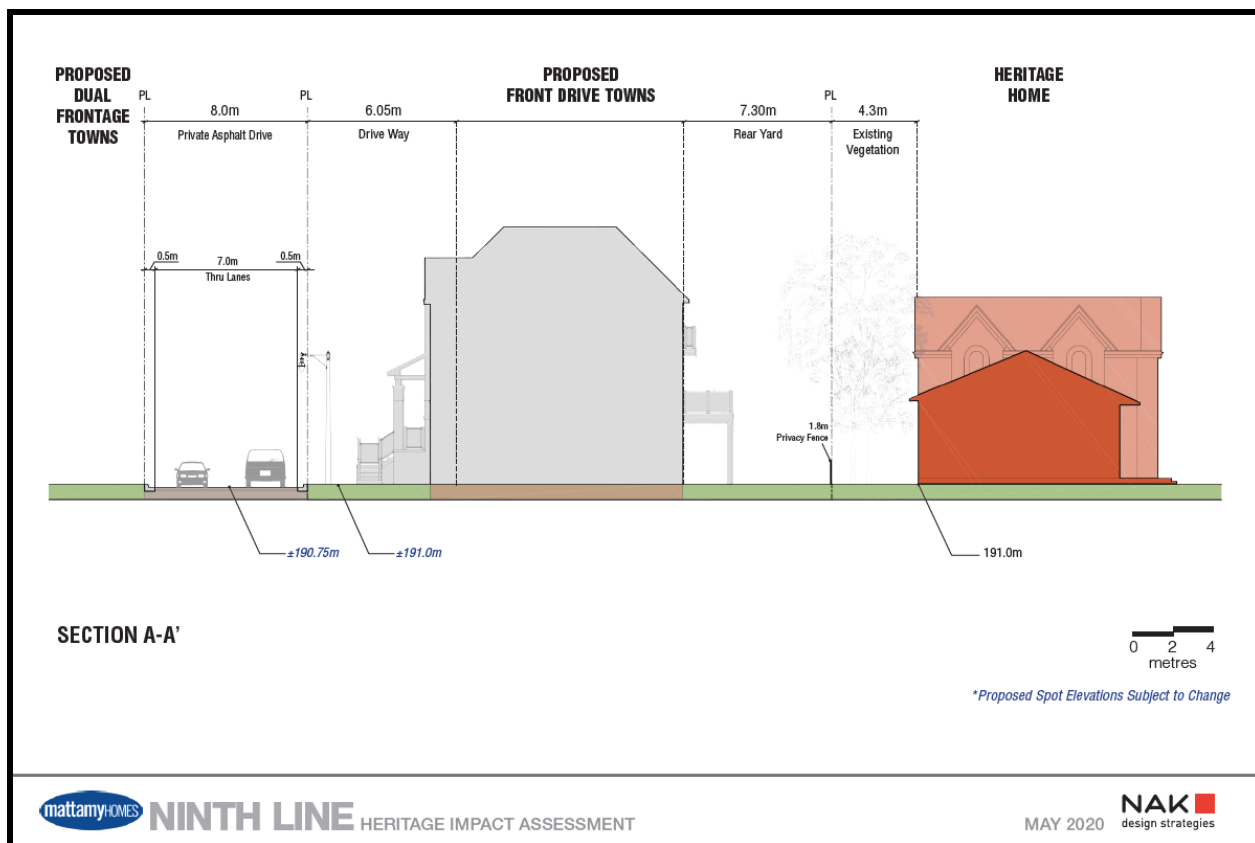 PROPOSED
DUAL
FRONTAGE
TOWNS
PL
8.0m
Private Asphalt Drive
PL
6.05m
Drive Way
PROPOSED
FRONT DRIVE TOWNS
7.30m
Rear Yard
PL
4.3m
Existing
Vegetation
HERITAGE
HOME
0.5m
7.0m
0.5m
Thru Lanes
1.8m
Privacy Fence
±190.75m
±191.0m
191.0m
SECTION A-A'
0 2 4
metres
*Proposed Spot Elevations Subject to Change
mattamyHOMES NINTH LINE HERITAGE IMPACT ASSESSMENT
MAY 2020
NAK
design strategies